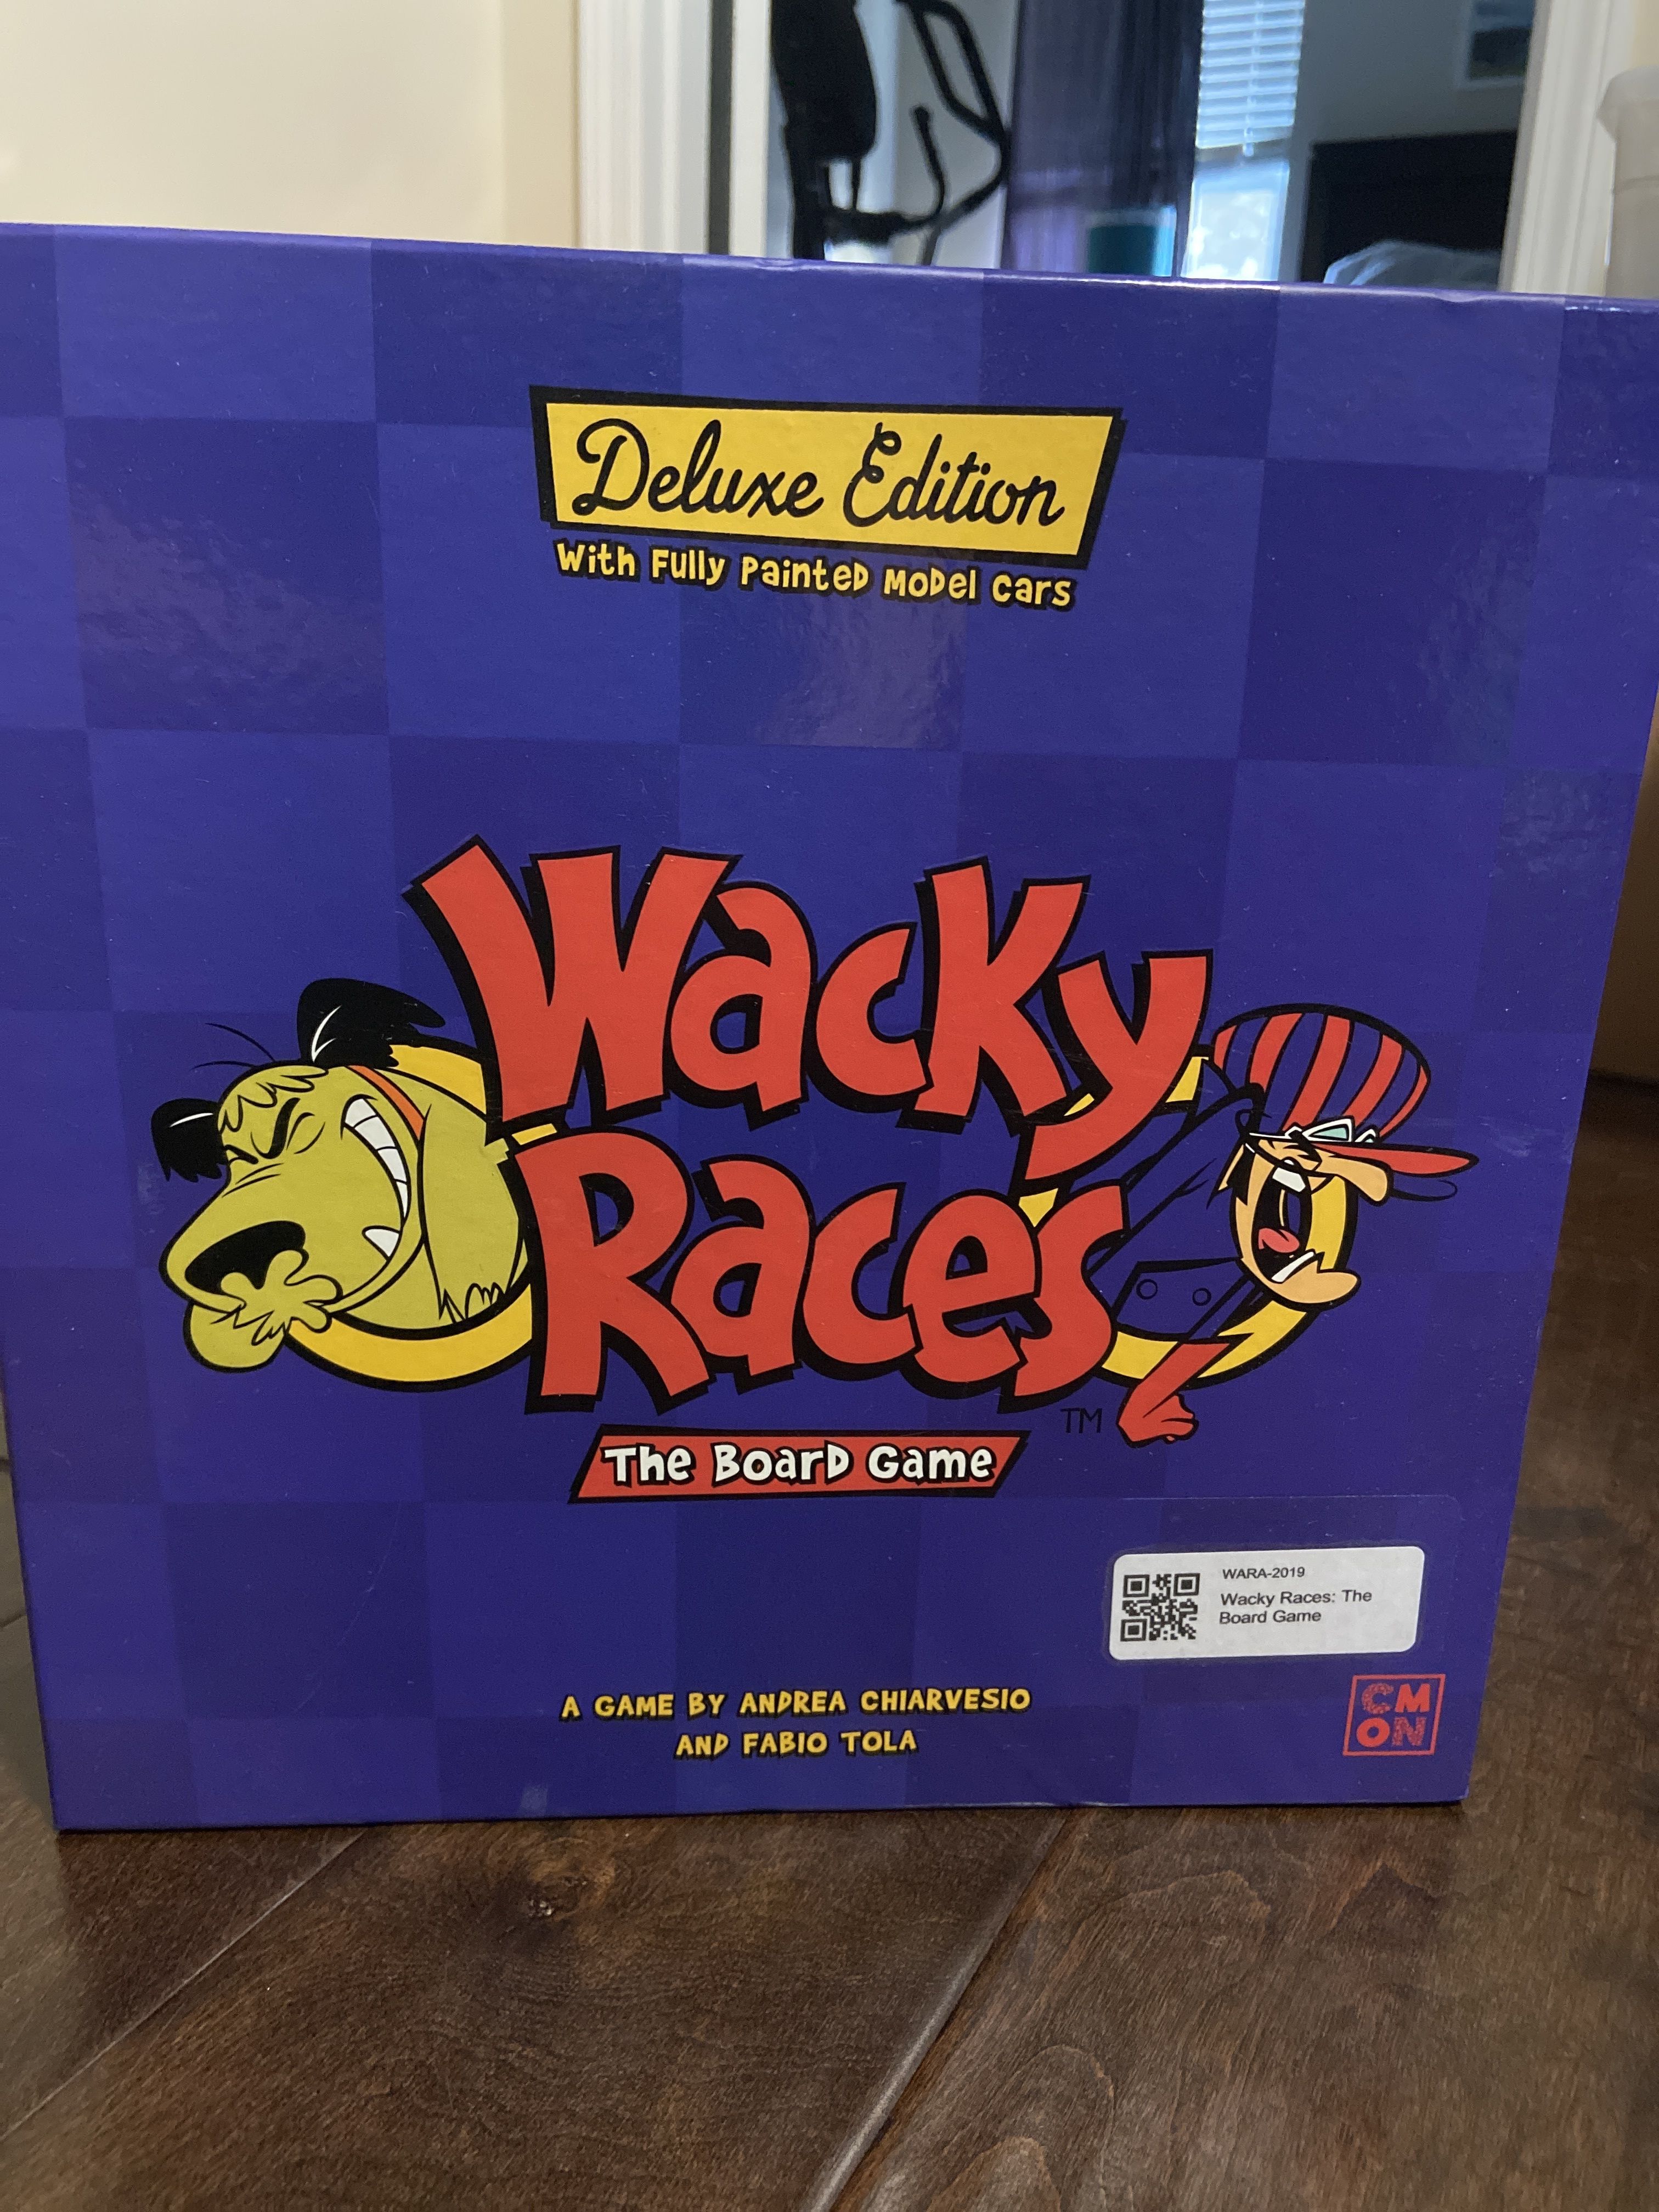 Deluxe Edition
With Fully Painted Model Cars
Wacky
Races
TM
The Board Game
WARA-2019
Wacky Races: The
Board Game
A GAME BY ANDREA CHIARVESIO
AND FABIO TOLA
CM
ON